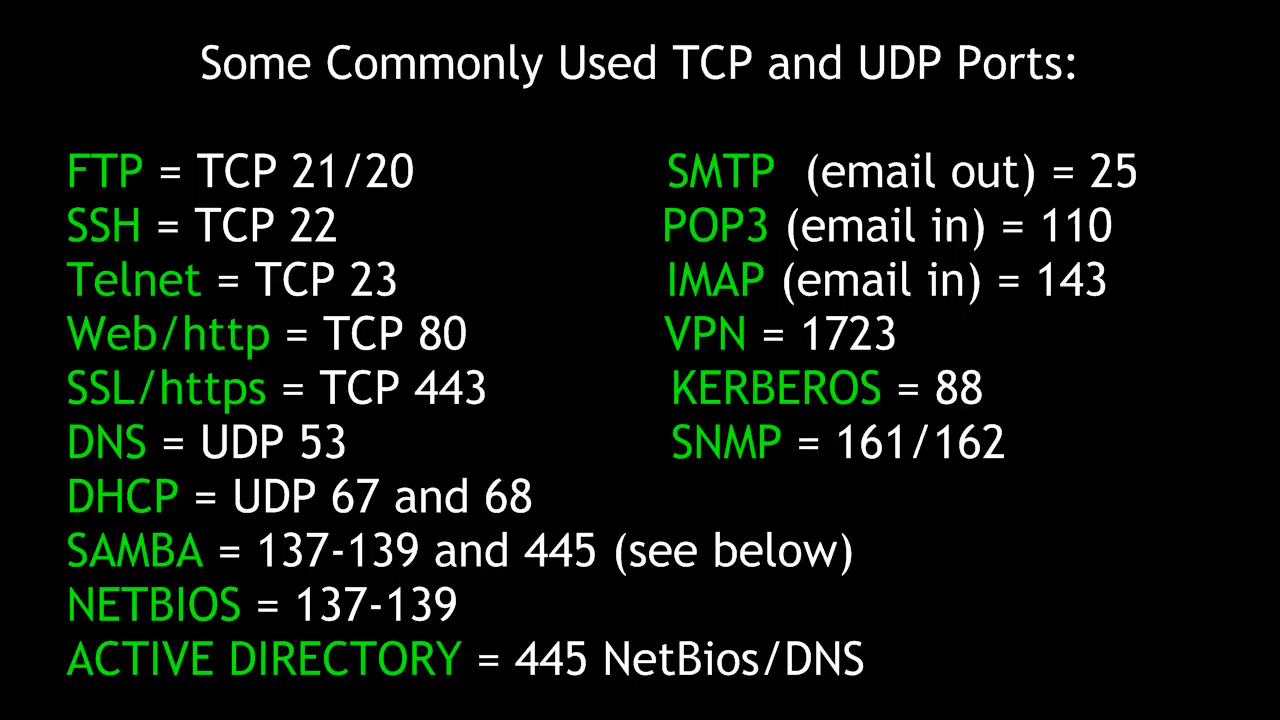 Some Commonly Used TCP and UDP Ports:
FTP = TCP 21/20
SSH = TCP 22
Telnet = TCP 23
Web/http = TCP 80
SSL/https = TCP 443
DNS = UDP 53
DHCP = UDP 67 and 68
SAMBA = 137-139 and 445 (see below)
NETBIOS = 137-139
ACTIVE DIRECTORY = 445 NetBios/DNS
SMTP (email out) = 25
POP3 (email in) = 110
IMAP (email in) = 143
VPN = 1723
KERBEROS = 88
SNMP = 161/162